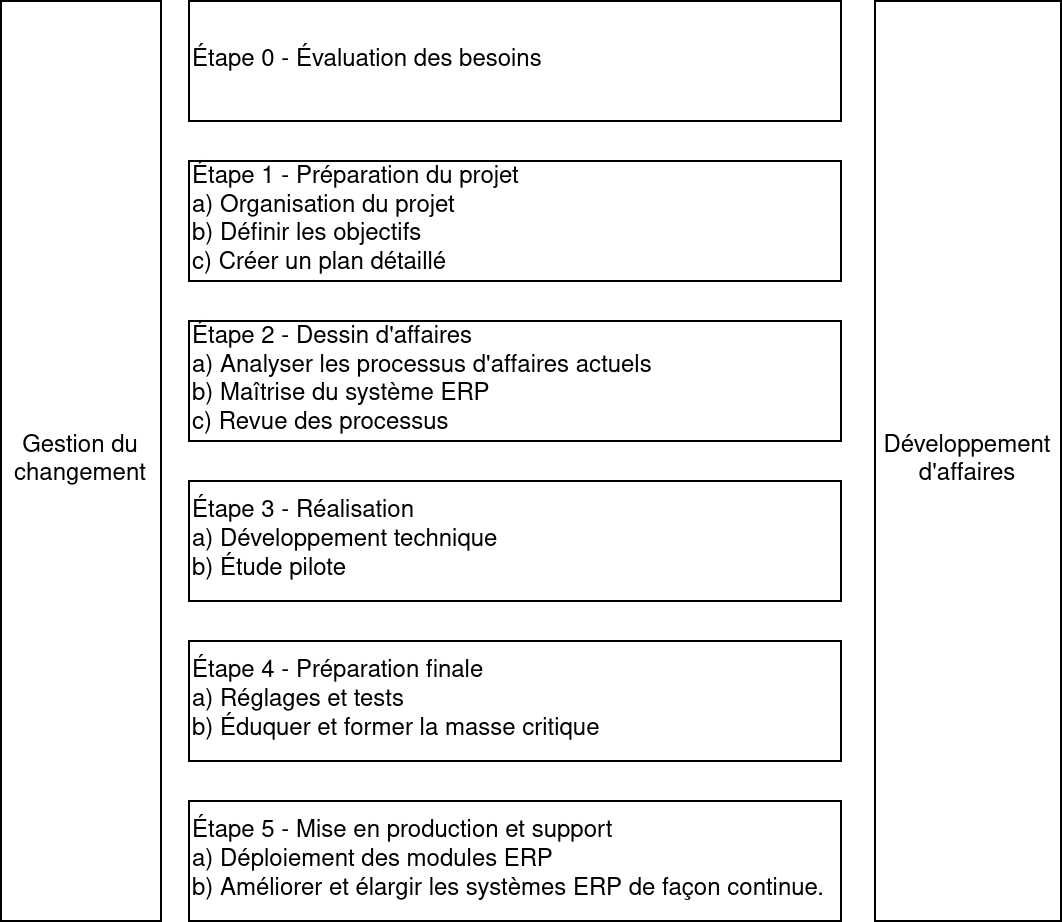 Gestion du
changement
Étape 0 - Évaluation des besoins
Étape 1 - Préparation du projet
a) Organisation du projet
b) Définir les objectifs
c) Créer un plan détaillé
Étape 2 - Dessin d'affaires
a) Analyser les processus d'affaires actuels
b) Maîtrise du système ERP
c) Revue des processus
Étape 3 - Réalisation
a) Développement technique
b) Étude pilote
Étape 4 - Préparation finale
a) Réglages et tests
b) Éduquer et former la masse critique
Étape 5 - Mise en production et support
a) Déploiement des modules ERP
b) Améliorer et élargir les systèmes ERP de façon continue.
Développement
d'affaires